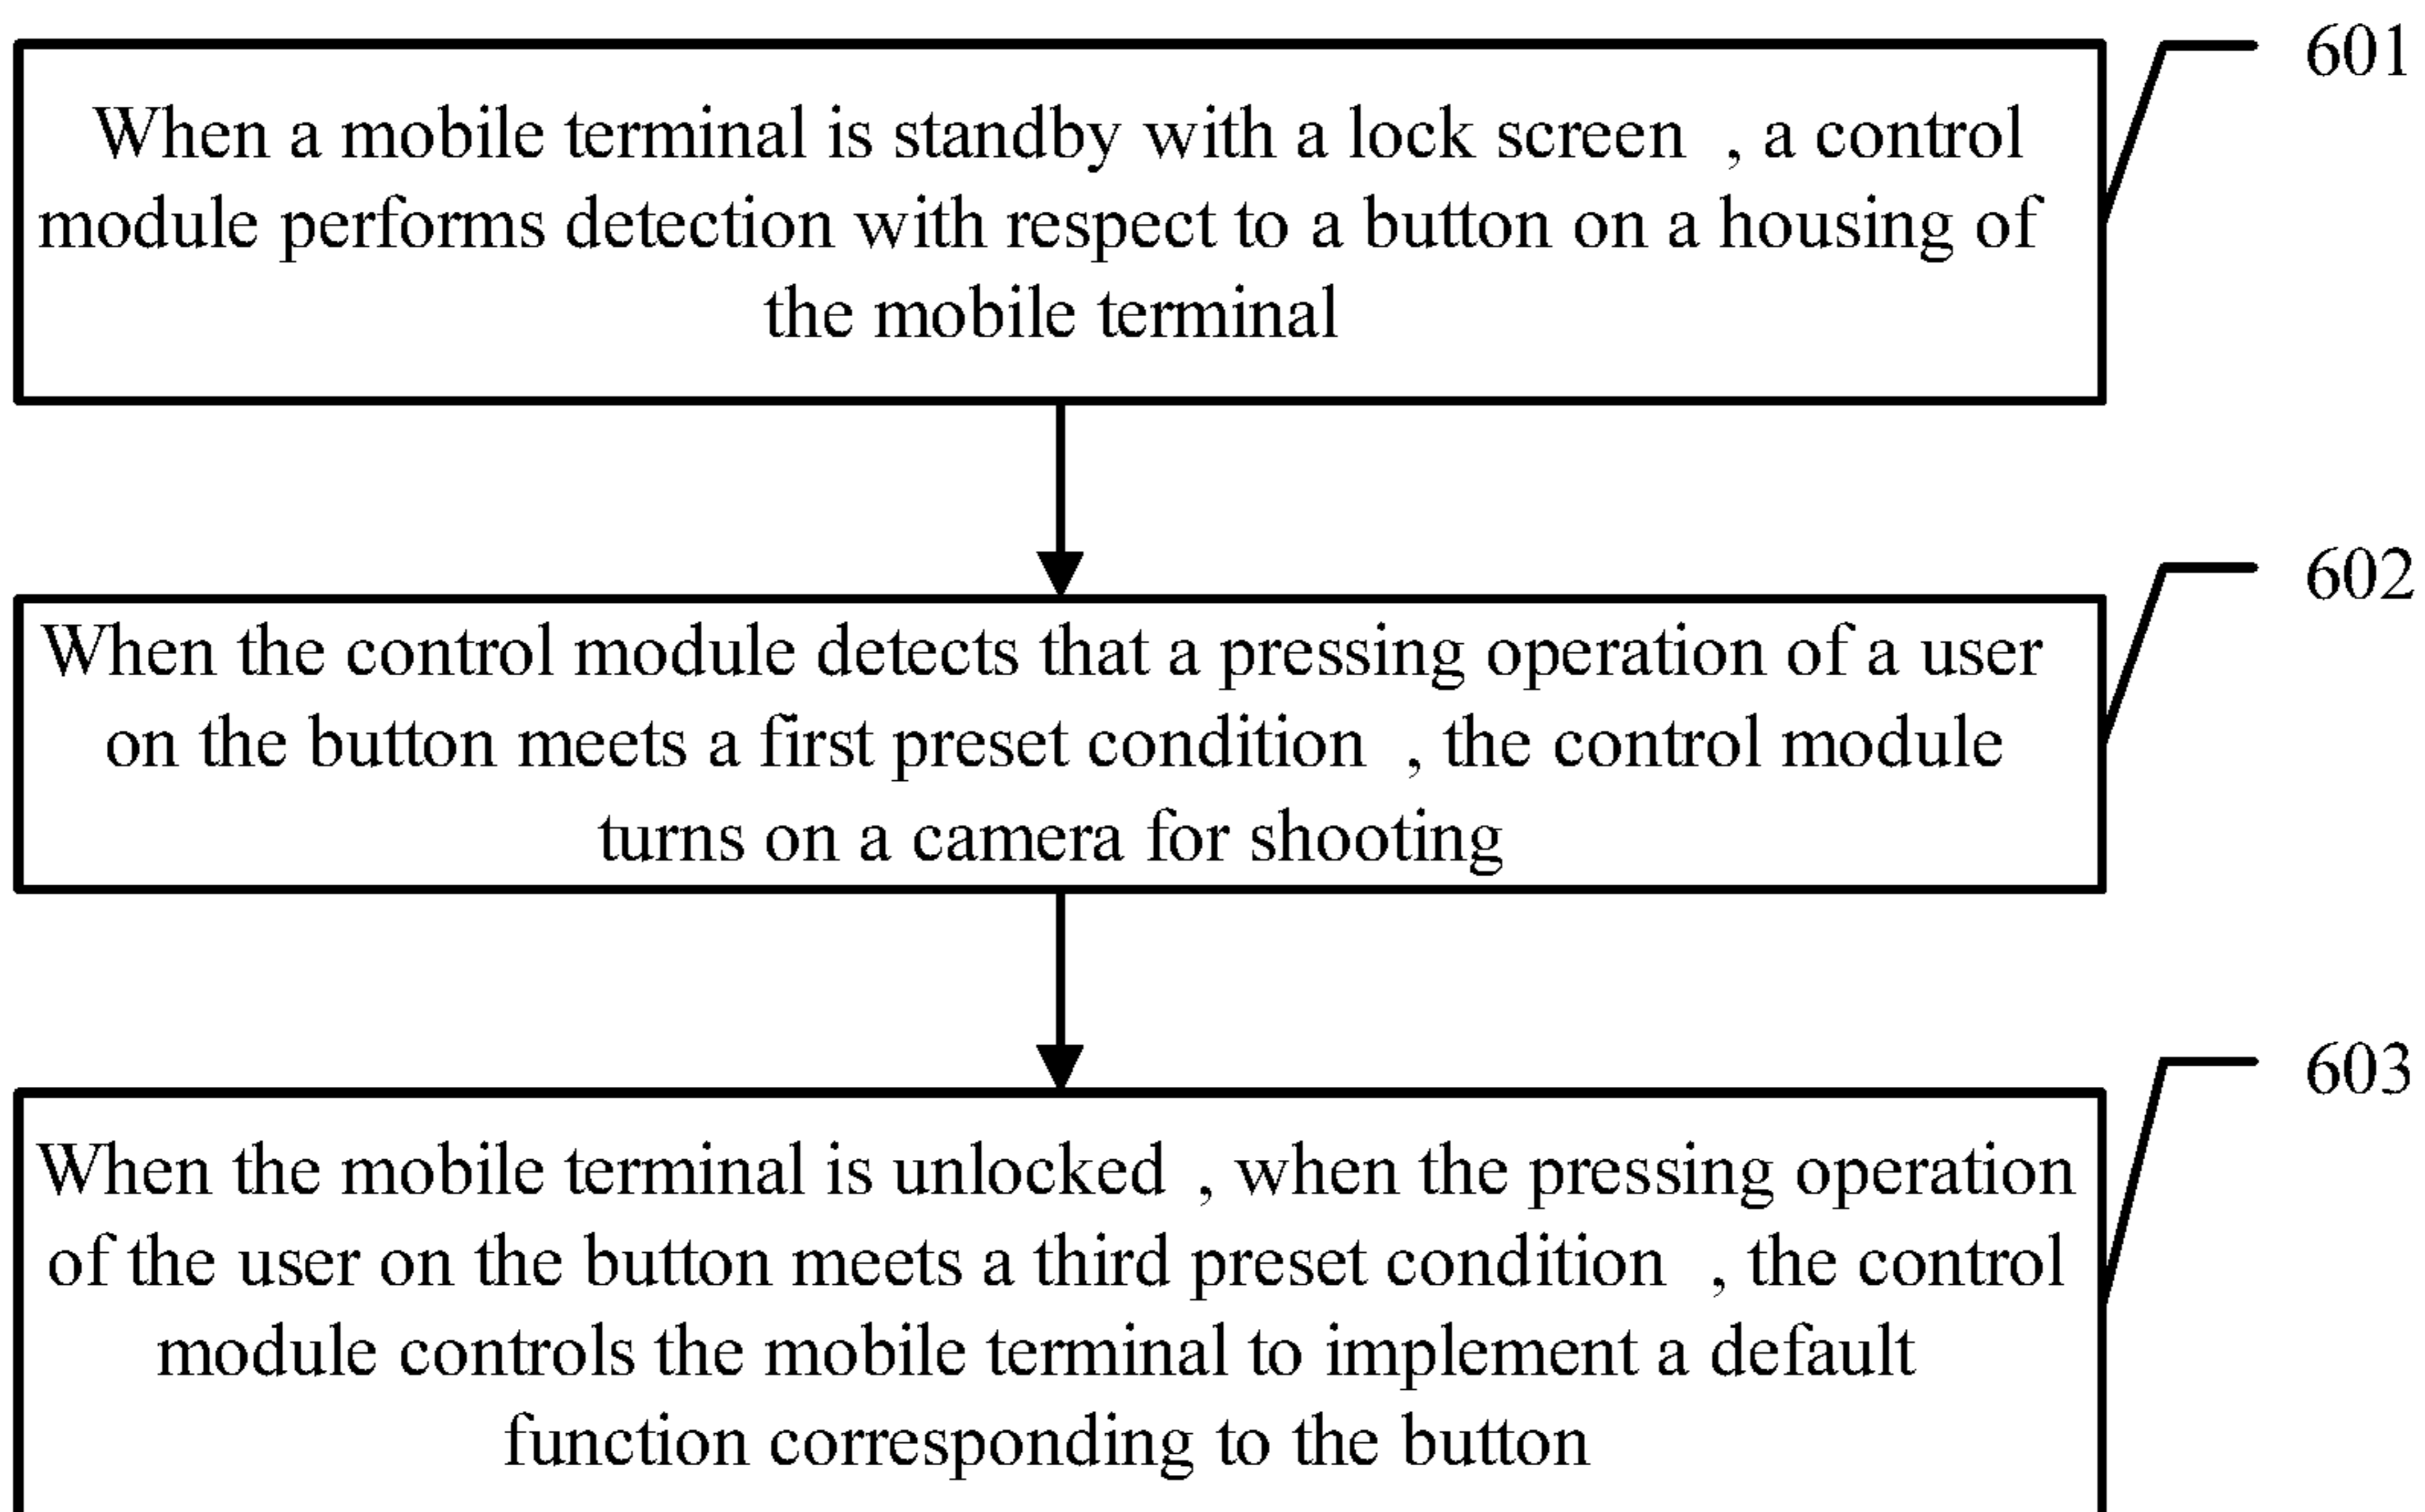 601
When a mobile terminal is standby with a lock screen , a control
module performs detection with respect to a button on a housing of
the mobile terminal
602
When the control module detects that a pressing operation of a user
on the button meets a first preset condition , the control module
turns on a camera for shooting
603
When the mobile terminal is unlocked , when the pressing operation
of the user on the button meets a third preset condition , the control
module controls the mobile terminal to implement a default
function corresponding to the button